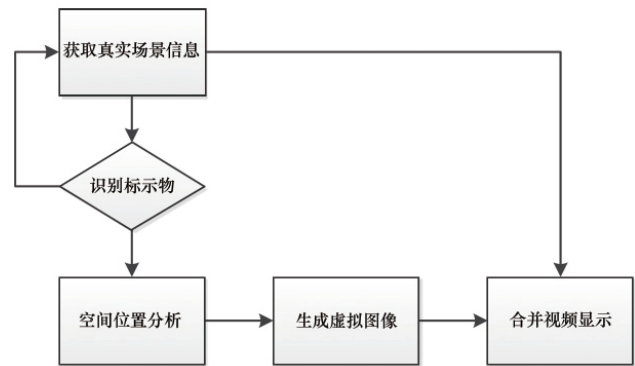 获取真实场景信息
识别标示物
空间位置分析
生成虚拟图像
合并视频显示